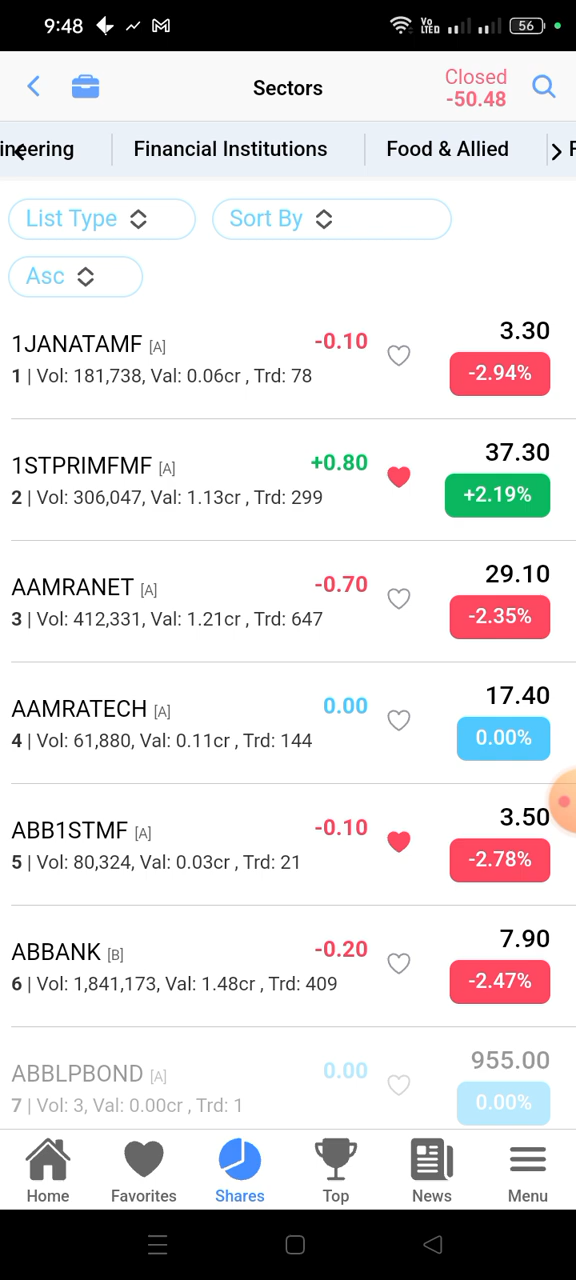 9:48
Vo LTED
56
Sectors
Closed
-50.48
ineering
Financial Institutions
Food & Allied
F
List Type
Sort By
Asc
1JANATAMF [A]
-0.10
3.30
1 | Vol: 181,738, Val: 0.06cr , Trd: 78
-2.94%
1STPRIMFMF [A]
+0.80
37.30
2 | Vol: 306,047, Val: 1.13cr , Trd: 299
+2.19%
AAMRANET [A]
-0.70
29.10
3 | Vol: 412,331, Val: 1.21cr , Trd: 647
-2.35%
AAMRATECH [A]
0.00
17.40
4 | Vol: 61,880, Val: 0.11cr , Trd: 144
0.00%
ABB1STMF [A]
-0.10
3.50
5 | Vol: 80,324, Val: 0.03cr , Trd: 21
-2.78%
ABBANK [B]
-0.20
7.90
6 | Vol: 1,841,173, Val: 1.48cr , Trd: 409
-2.47%
ABBLPBOND [A]
0.00
955.00
7 | Vol: 3, Val: 0.00cr , Trd: 1
0.00%
Home
Favorites
Shares
Top
News
Menu